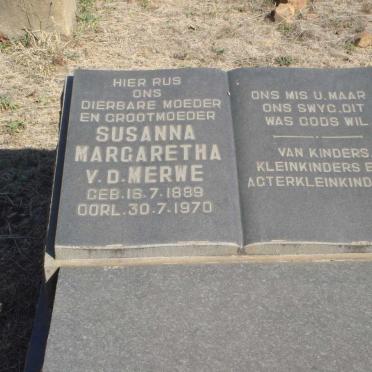 HIER RUS
ONS
DIERBARE MOEDER
EN GROOTMOEDER
SUSANNA
MARGARETHA
V.D. MERWE
GEB. 16.7.1889
OORL. 30.7.1970
ONS MIS U, MAAR
ONS SWYG. DIT
WAS GODS WIL
VAN KINDERS,
KLEINKINDERS E
AGTERKLEINKIND